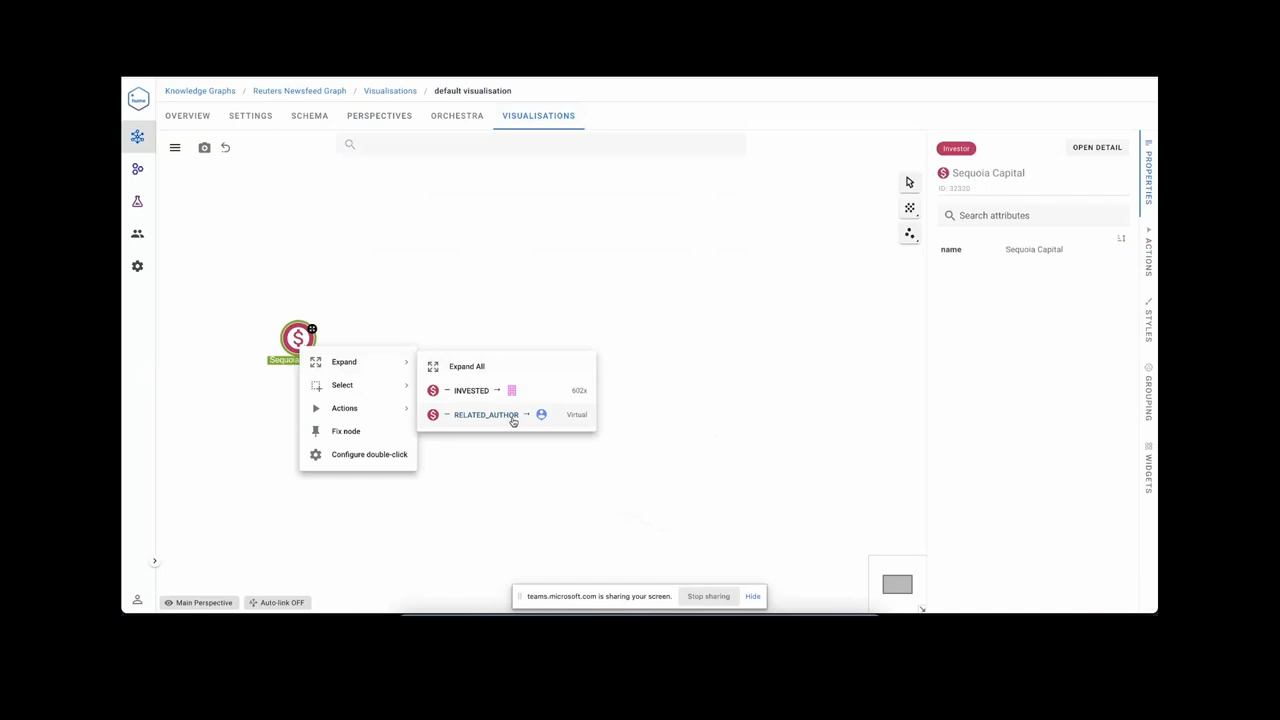 hume
Knowledge Graphs / Reuters Newsfeed Graph / Visualisations / default visualisation
OVERVIEW SETTINGS SCHEMA PERSPECTIVES ORCHESTRA VISUALISATIONS
Investor
OPEN DETAIL
Sequoia Capital
ID: 32320
Search attributes
name Sequoia Capital
PROPERTIES
ACTIONS
STYLES
GROUPING
WIDGETS
Sequoia
Expand
Select
Actions
Fix node
Configure double-click
Expand All
INVESTED 602x
RELATED_AUTHOR Virtual
teams.microsoft.com is sharing your screen. Stop sharing Hide
Main Perspective Auto-link OFF